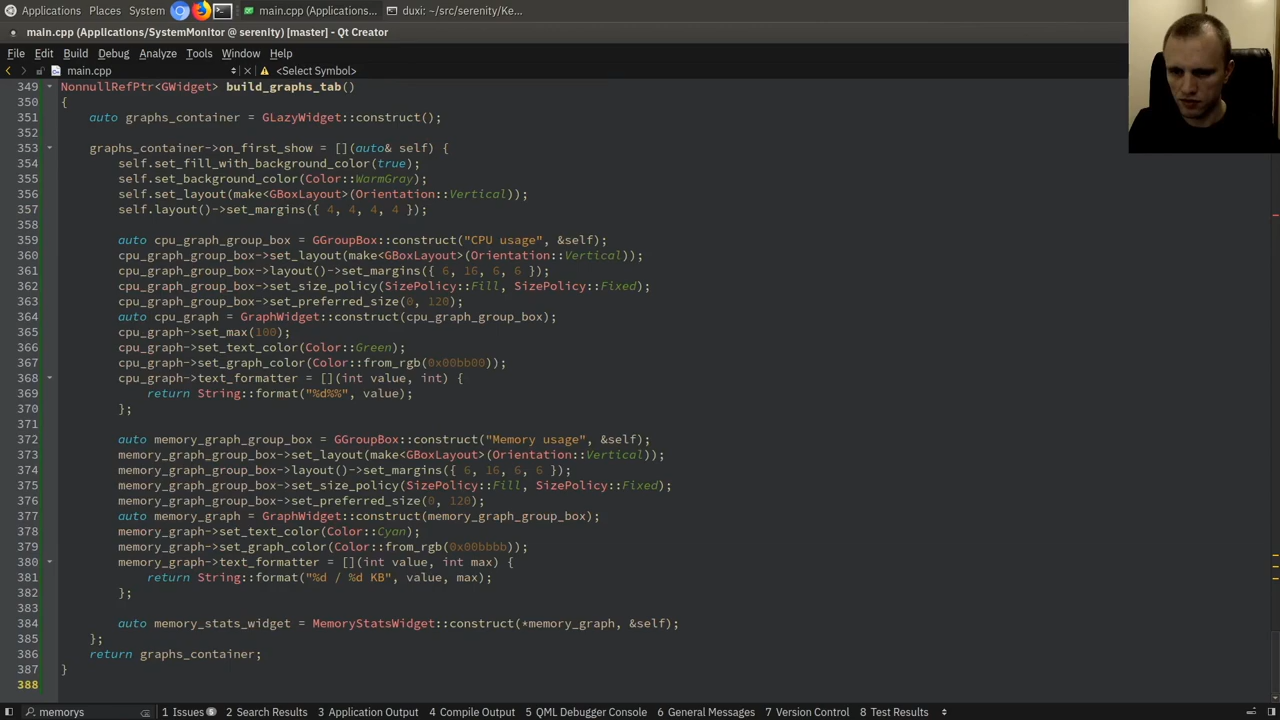 Applications Places System main.cpp (Applications... duxi: ~/src/serenity/Ke...
main.cpp (Applications/SystemMonitor @ serenity) [master] - Qt Creator
File Edit Build Debug Analyze Tools Window Help
main.cpp <Select Symbol>
349 NonnullRefPtr<GWidget> build_graphs_tab()
350 {
351 auto graphs_container = GLazyWidget::construct();
352
353 graphs_container->on_first_show = [](auto& self) {
354 self.set_fill_with_background_color(true);
355 self.set_background_color(Color::WarmGray);
356 self.set_layout(make<GBoxLayout>(Orientation::Vertical));
357 self.layout()->set_margins({ 4, 4, 4, 4 });
358
359 auto cpu_graph_group_box = GGroupBox::construct("CPU usage", &self);
360 cpu_graph_group_box->set_layout(make<GBoxLayout>(Orientation::Vertical));
361 cpu_graph_group_box->layout()->set_margins({ 6, 16, 6, 6 });
362 cpu_graph_group_box->set_size_policy(SizePolicy::Fill, SizePolicy::Fixed);
363 cpu_graph_group_box->set_preferred_size(0, 120);
364 auto cpu_graph = GraphWidget::construct(cpu_graph_group_box);
365 cpu_graph->set_max(100);
366 cpu_graph->set_text_color(Color::Green);
367 cpu_graph->set_graph_color(Color::from_rgb(0x00bb00));
368 cpu_graph->text_formatter = [](int value, int) {
369 return String::format("%d%%", value);
370 };
371
372 auto memory_graph_group_box = GGroupBox::construct("Memory usage", &self);
373 memory_graph_group_box->set_layout(make<GBoxLayout>(Orientation::Vertical));
374 memory_graph_group_box->layout()->set_margins({ 6, 16, 6, 6 });
375 memory_graph_group_box->set_size_policy(SizePolicy::Fill, SizePolicy::Fixed);
376 memory_graph_group_box->set_preferred_size(0, 120);
377 auto memory_graph = GraphWidget::construct(memory_graph_group_box);
378 memory_graph->set_text_color(Color::Cyan);
379 memory_graph->set_graph_color(Color::from_rgb(0x00bbbb));
380 memory_graph->text_formatter = [](int value, int max) {
381 return String::format("%d / %d KB", value, max);
382 };
383
384 auto memory_stats_widget = MemoryStatsWidget::construct(*memory_graph, &self);
385 };
386 return graphs_container;
387 }
388
memorys 1 Issues 5 2 Search Results 3 Application Output 4 Compile Output 5 QML Debugger Console 6 General Messages 7 Version Control 8 Test Results